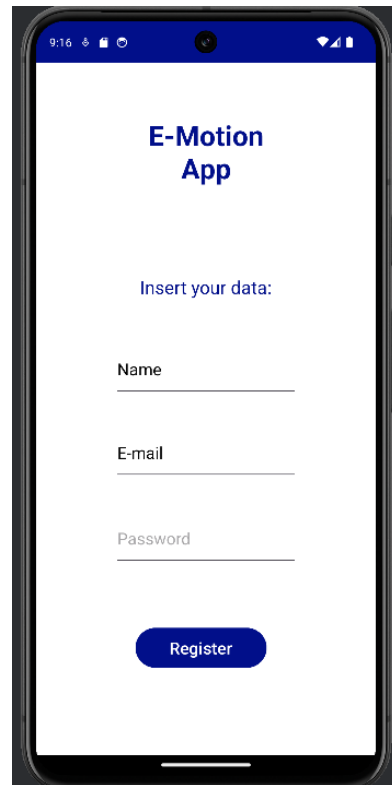 9:16
E-Motion
App
Insert your data:
Name
E-mail
Password
Register